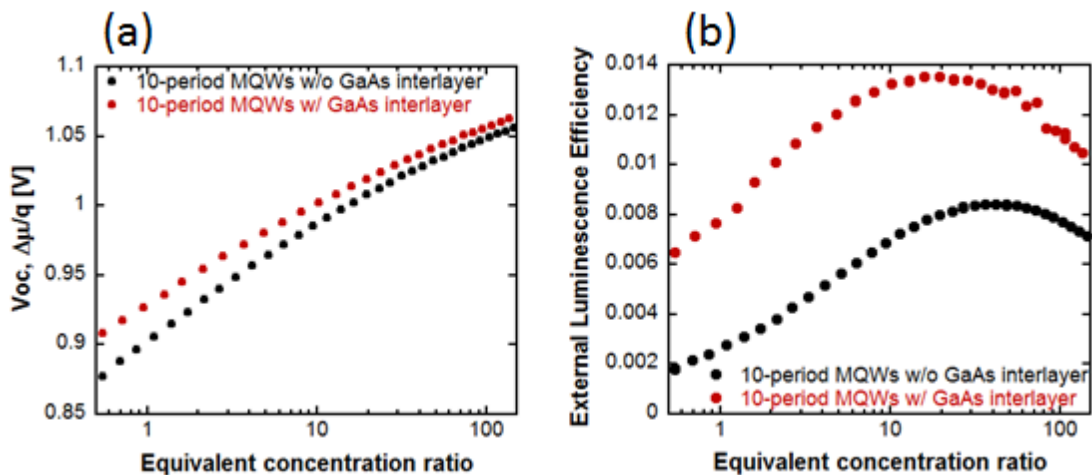 (a)
1.1
1.05
1
0.95
0.9
0.85
Voc, Δμ/q [V]
10-period MQWs w/o GaAs interlayer
10-period MQWs w/ GaAs interlayer
1
10
100
Equivalent concentration ratio
(b)
0.014
0.012
0.01
0.008
0.006
0.004
0.002
0
External Luminescence Efficiency
10-period MQWs w/o GaAs interlayer
10-period MQWs w/ GaAs interlayer
1
10
100
Equivalent concentration ratio